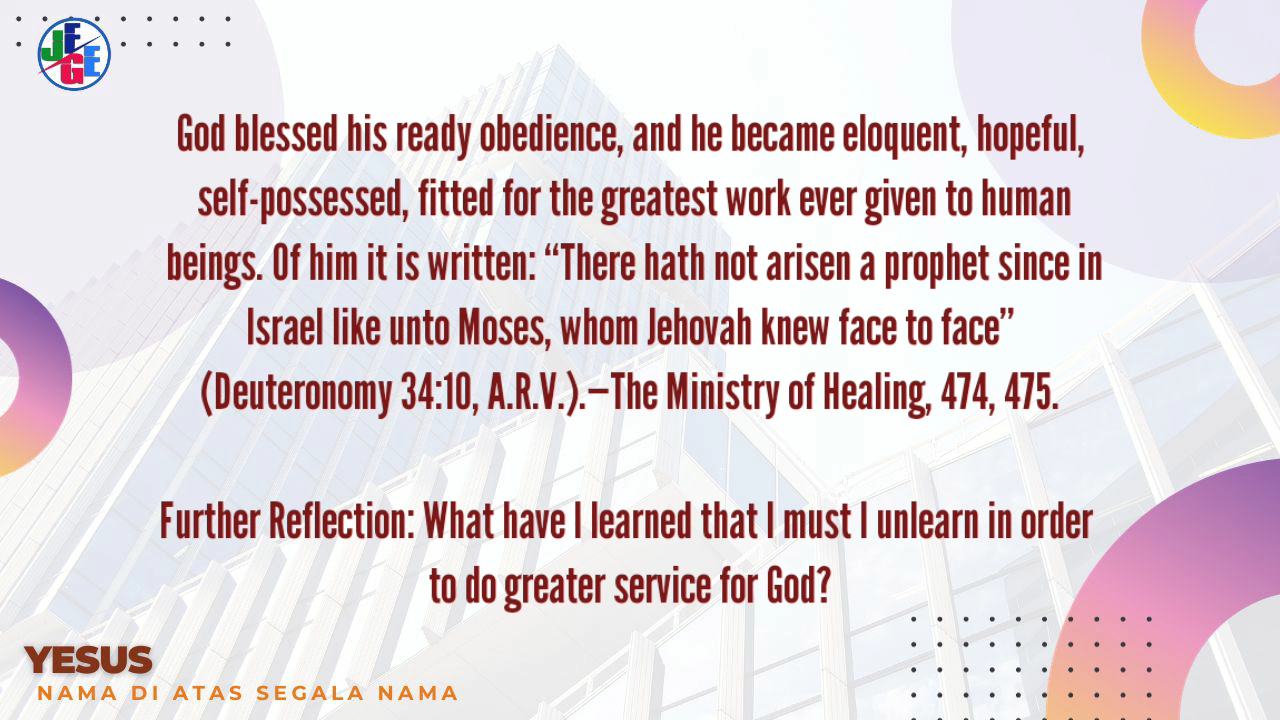 JEGE
God blessed his ready obedience, and he became eloquent, hopeful,
self-possessed, fitted for the greatest work ever given to human
beings. Of him it is written: “There hath not arisen a prophet since in
Israel like unto Moses, whom Jehovah knew face to face”
(Deuteronomy 34:10, A.R.V.).—The Ministry of Healing, 474, 475.
Further Reflection: What have I learned that I must I unlearn in order
to do greater service for God?
YESUS
NAMA DI ATAS SEGALA NAMA